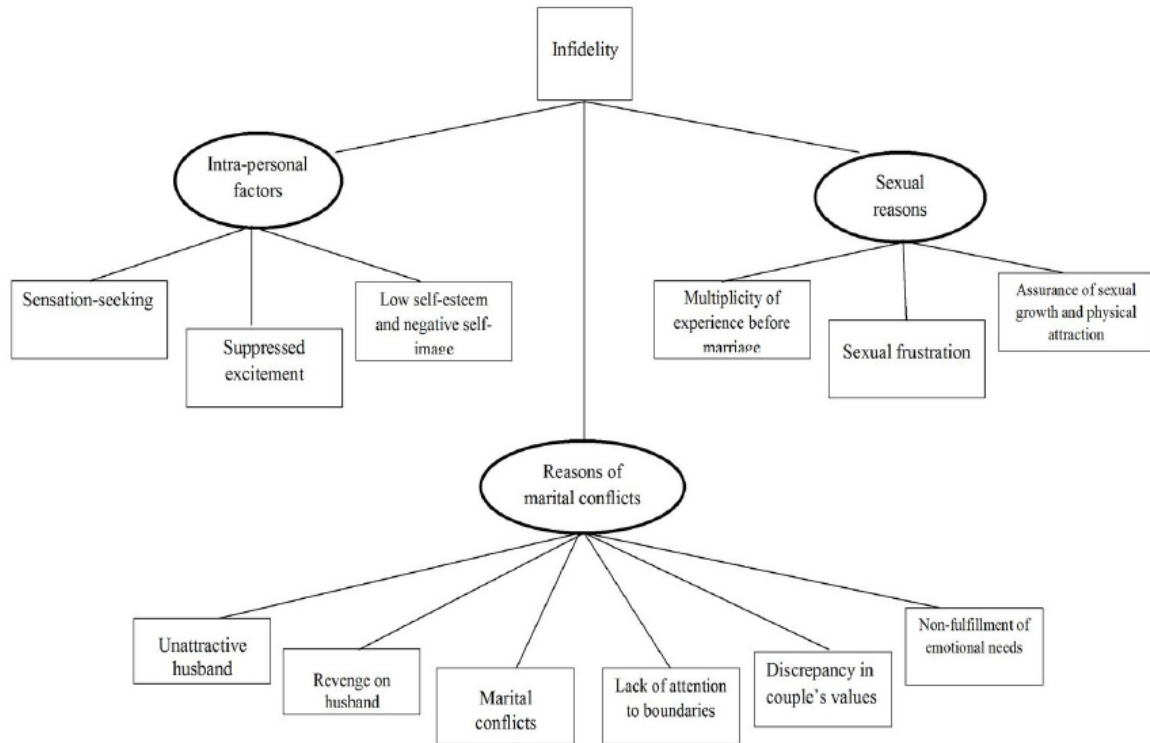 Infidelity
Intra-personal
factors
Sexual
reasons
Sensation-seeking
Suppressed
excitement
Low self-esteem
and negative self-
image
Multiplicity of
experience before
marriage
Sexual frustration
Assurance of sexual
growth and physical
attraction
Reasons of
marital conflicts
Unattractive
husband
Revenge on
husband
Marital
conflicts
Lack of attention
to boundaries
Discrepancy in
couple’s values
Non-fulfillment of
emotional needs